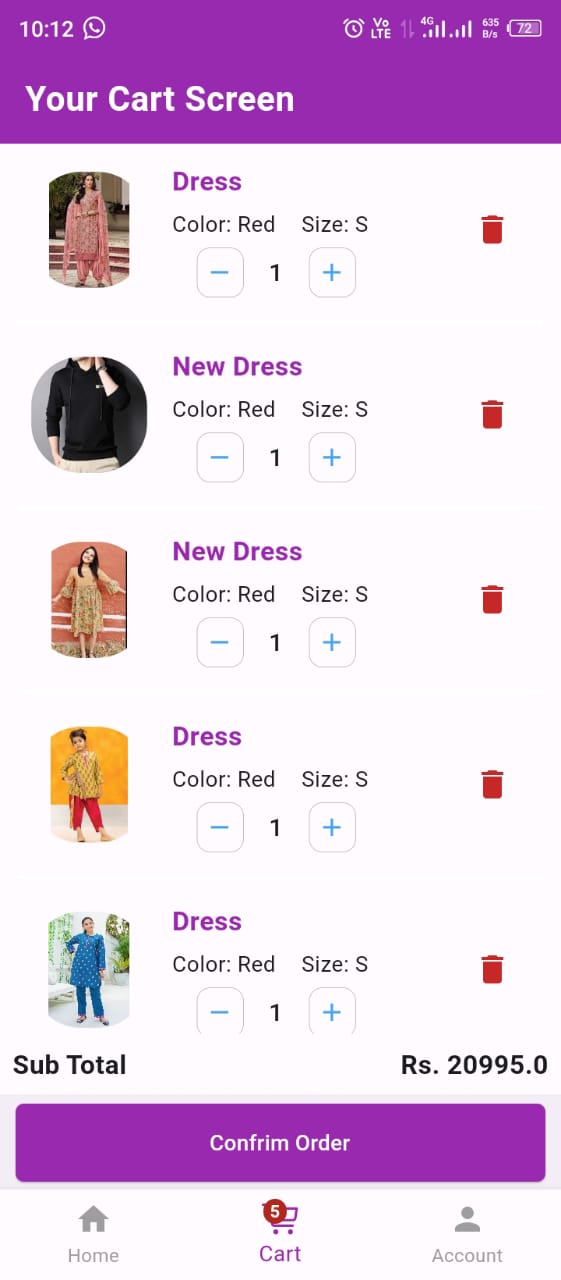 10:12 Vo LTE 4G 635 B/s 72
Your Cart Screen
Dress
Color: Red Size: S
1
New Dress
Color: Red Size: S
1
New Dress
Color: Red Size: S
1
Dress
Color: Red Size: S
1
Dress
Color: Red Size: S
1
Sub Total Rs. 20995.0
Confrim Order
5
Home Cart Account